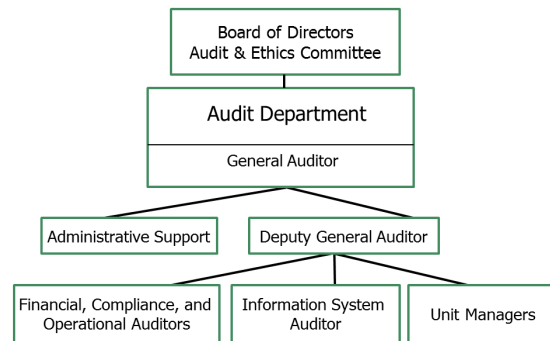 Board of Directors
Audit & Ethics Committee
Audit Department
General Auditor
Administrative Support
Deputy General Auditor
Financial, Compliance, and
Operational Auditors
Information System
Auditor
Unit Managers